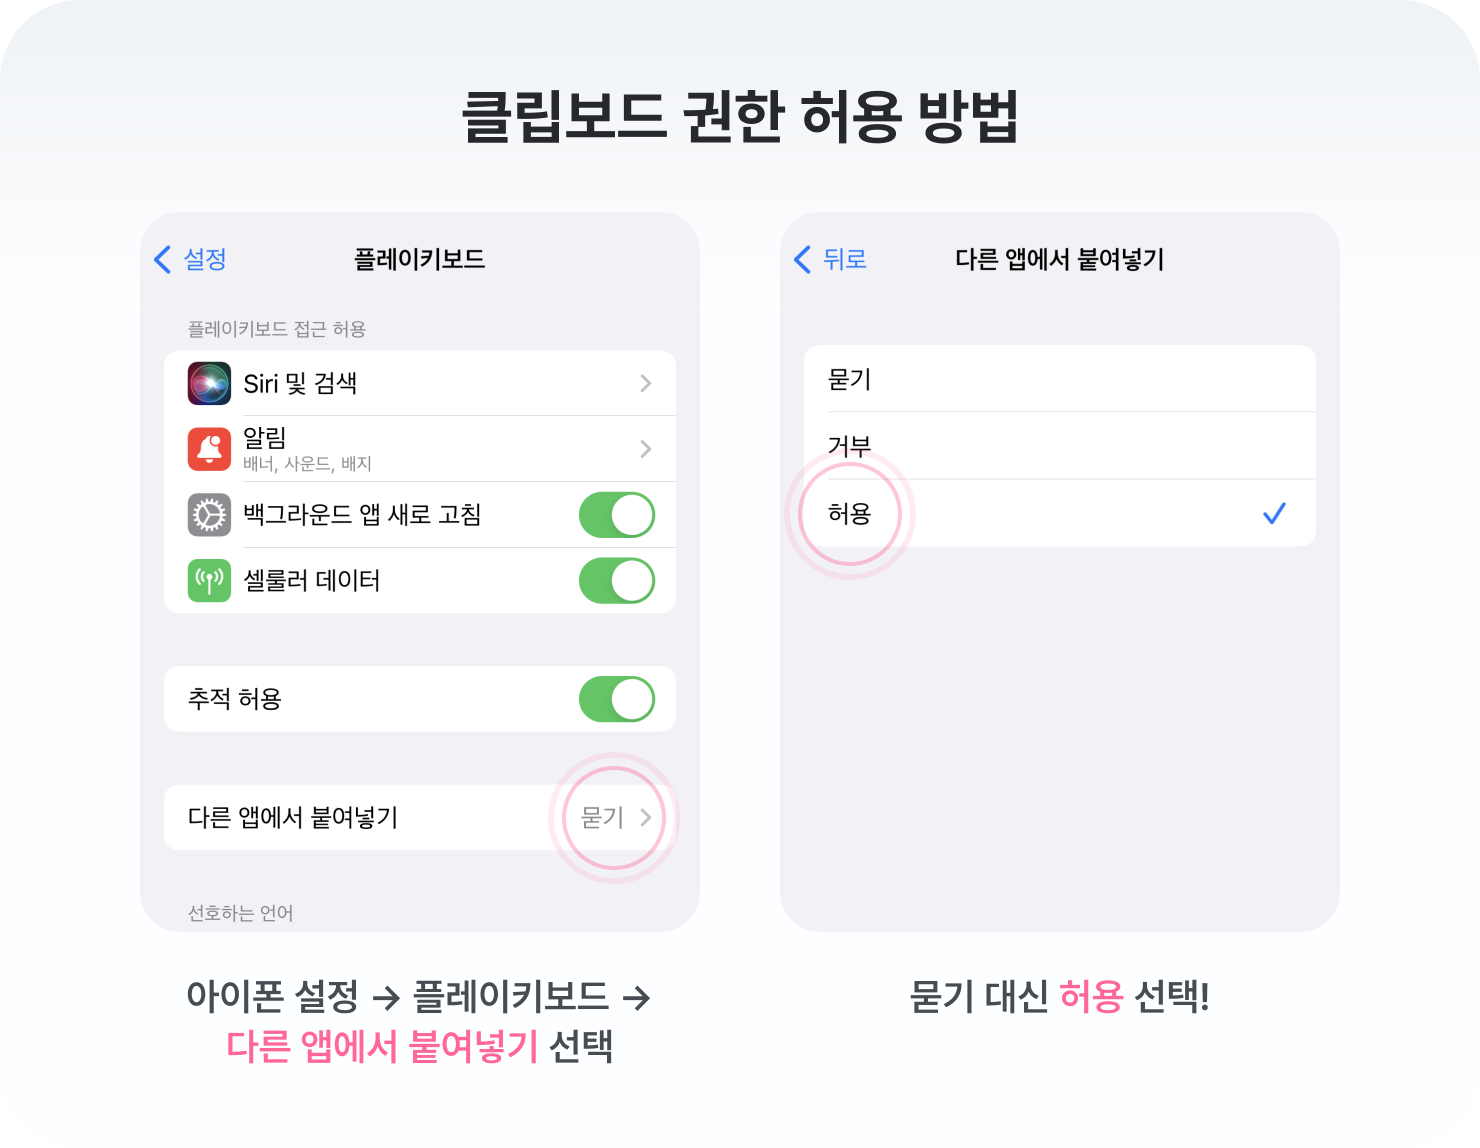 클립보드 권한 허용 방법
설정
플레이키보드
플레이키보드 접근 허용
Siri 및 검색
알림
배너, 사운드, 배지
백그라운드 앱 새로 고침
셀룰러 데이터
추적 허용
다른 앱에서 붙여넣기
묻기
선호하는 언어
아이폰 설정 → 플레이키보드 →
다른 앱에서 붙여넣기 선택
뒤로
다른 앱에서 붙여넣기
묻기
거부
허용
묻기 대신 허용 선택!